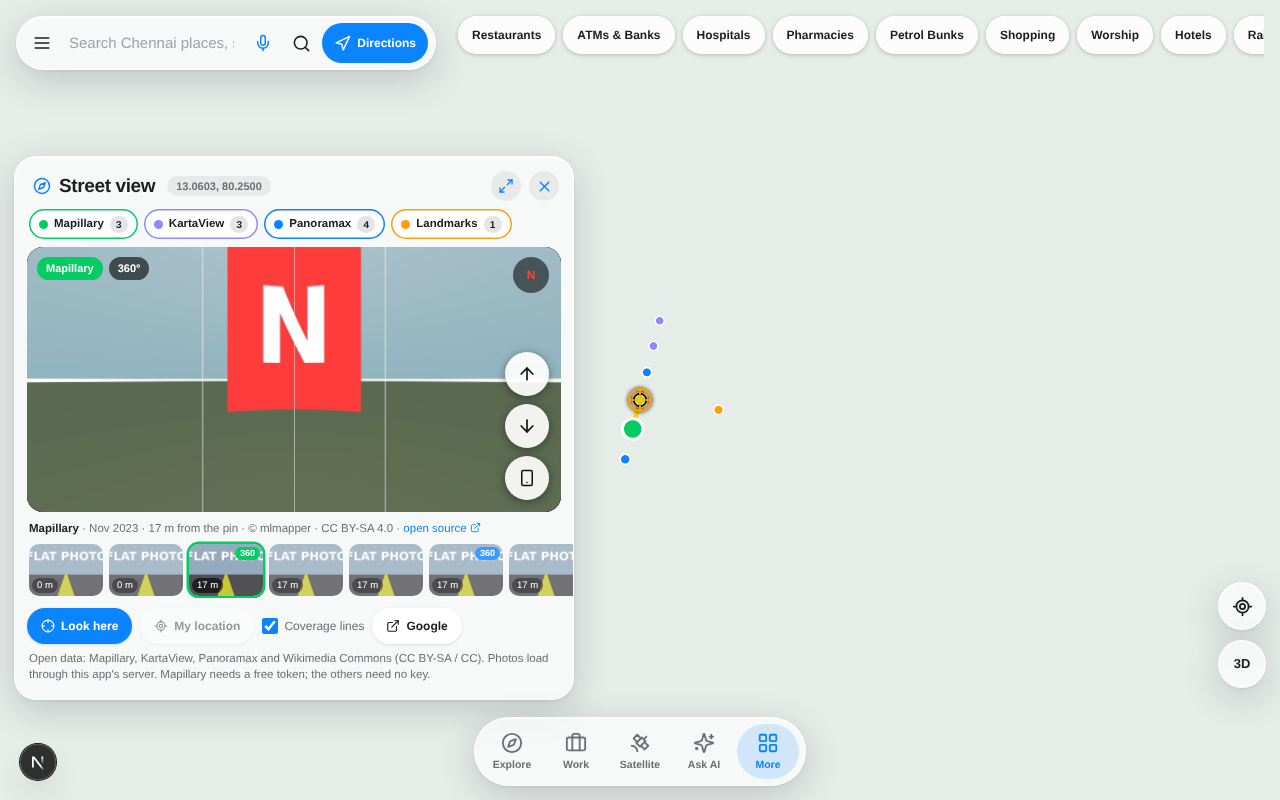 Search Chennai places, s
Directions
Restaurants
ATMs & Banks
Hospitals
Pharmacies
Petrol Bunks
Shopping
Worship
Hotels
Ra
Street view
13.0603, 80.2500
Mapillary 3
KartaView 3
Panoramax 4
Landmarks 1
Mapillary
360°
N
N
Mapillary · Nov 2023 · 17 m from the pin · © mlmapper · CC BY-SA 4.0 · open source
FLAT PHOTO
0 m
FLAT PHOTO
0 m
FLAT PHOTO
360
17 m
FLAT PHOTO
17 m
FLAT PHOTO
17 m
FLAT PHOTO
360
17 m
FLAT PHOTO
17 m
Look here
My location
Coverage lines
Google
Open data: Mapillary, KartaView, Panoramax and Wikimedia Commons (CC BY-SA / CC). Photos load
through this app's server. Mapillary needs a free token; the others need no key.
3D
N
Explore
Work
Satellite
Ask AI
More